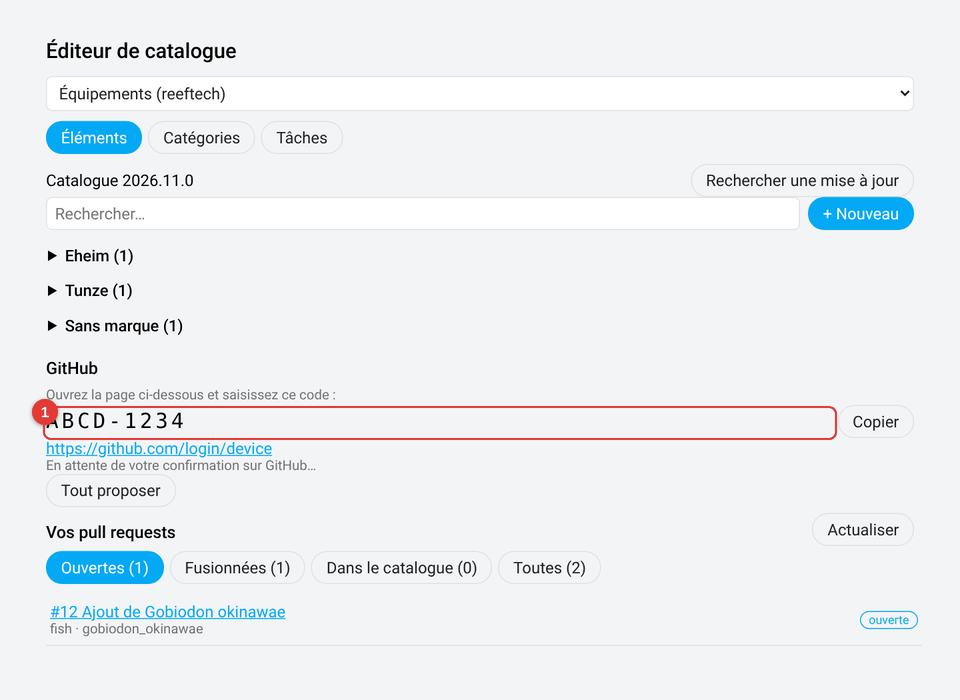 Éditeur de catalogue
Équipements (reeftech)
Éléments Catégories Tâches
Catalogue 2026.11.0 Rechercher une mise à jour
Rechercher... + Nouveau
▶ Eheim (1)
▶ Tunze (1)
▶ Sans marque (1)
GitHub
Ouvrez la page ci-dessous et saisissez ce code :
1 ABCD-1234 Copier
https://github.com/login/device
En attente de votre confirmation sur GitHub...
Tout proposer
Vos pull requests Actualiser
Ouvertes (1) Fusionnées (1) Dans le catalogue (0) Toutes (2)
#12 Ajout de Gobiodon okinawae
fish · gobiodon_okinawae ouverte